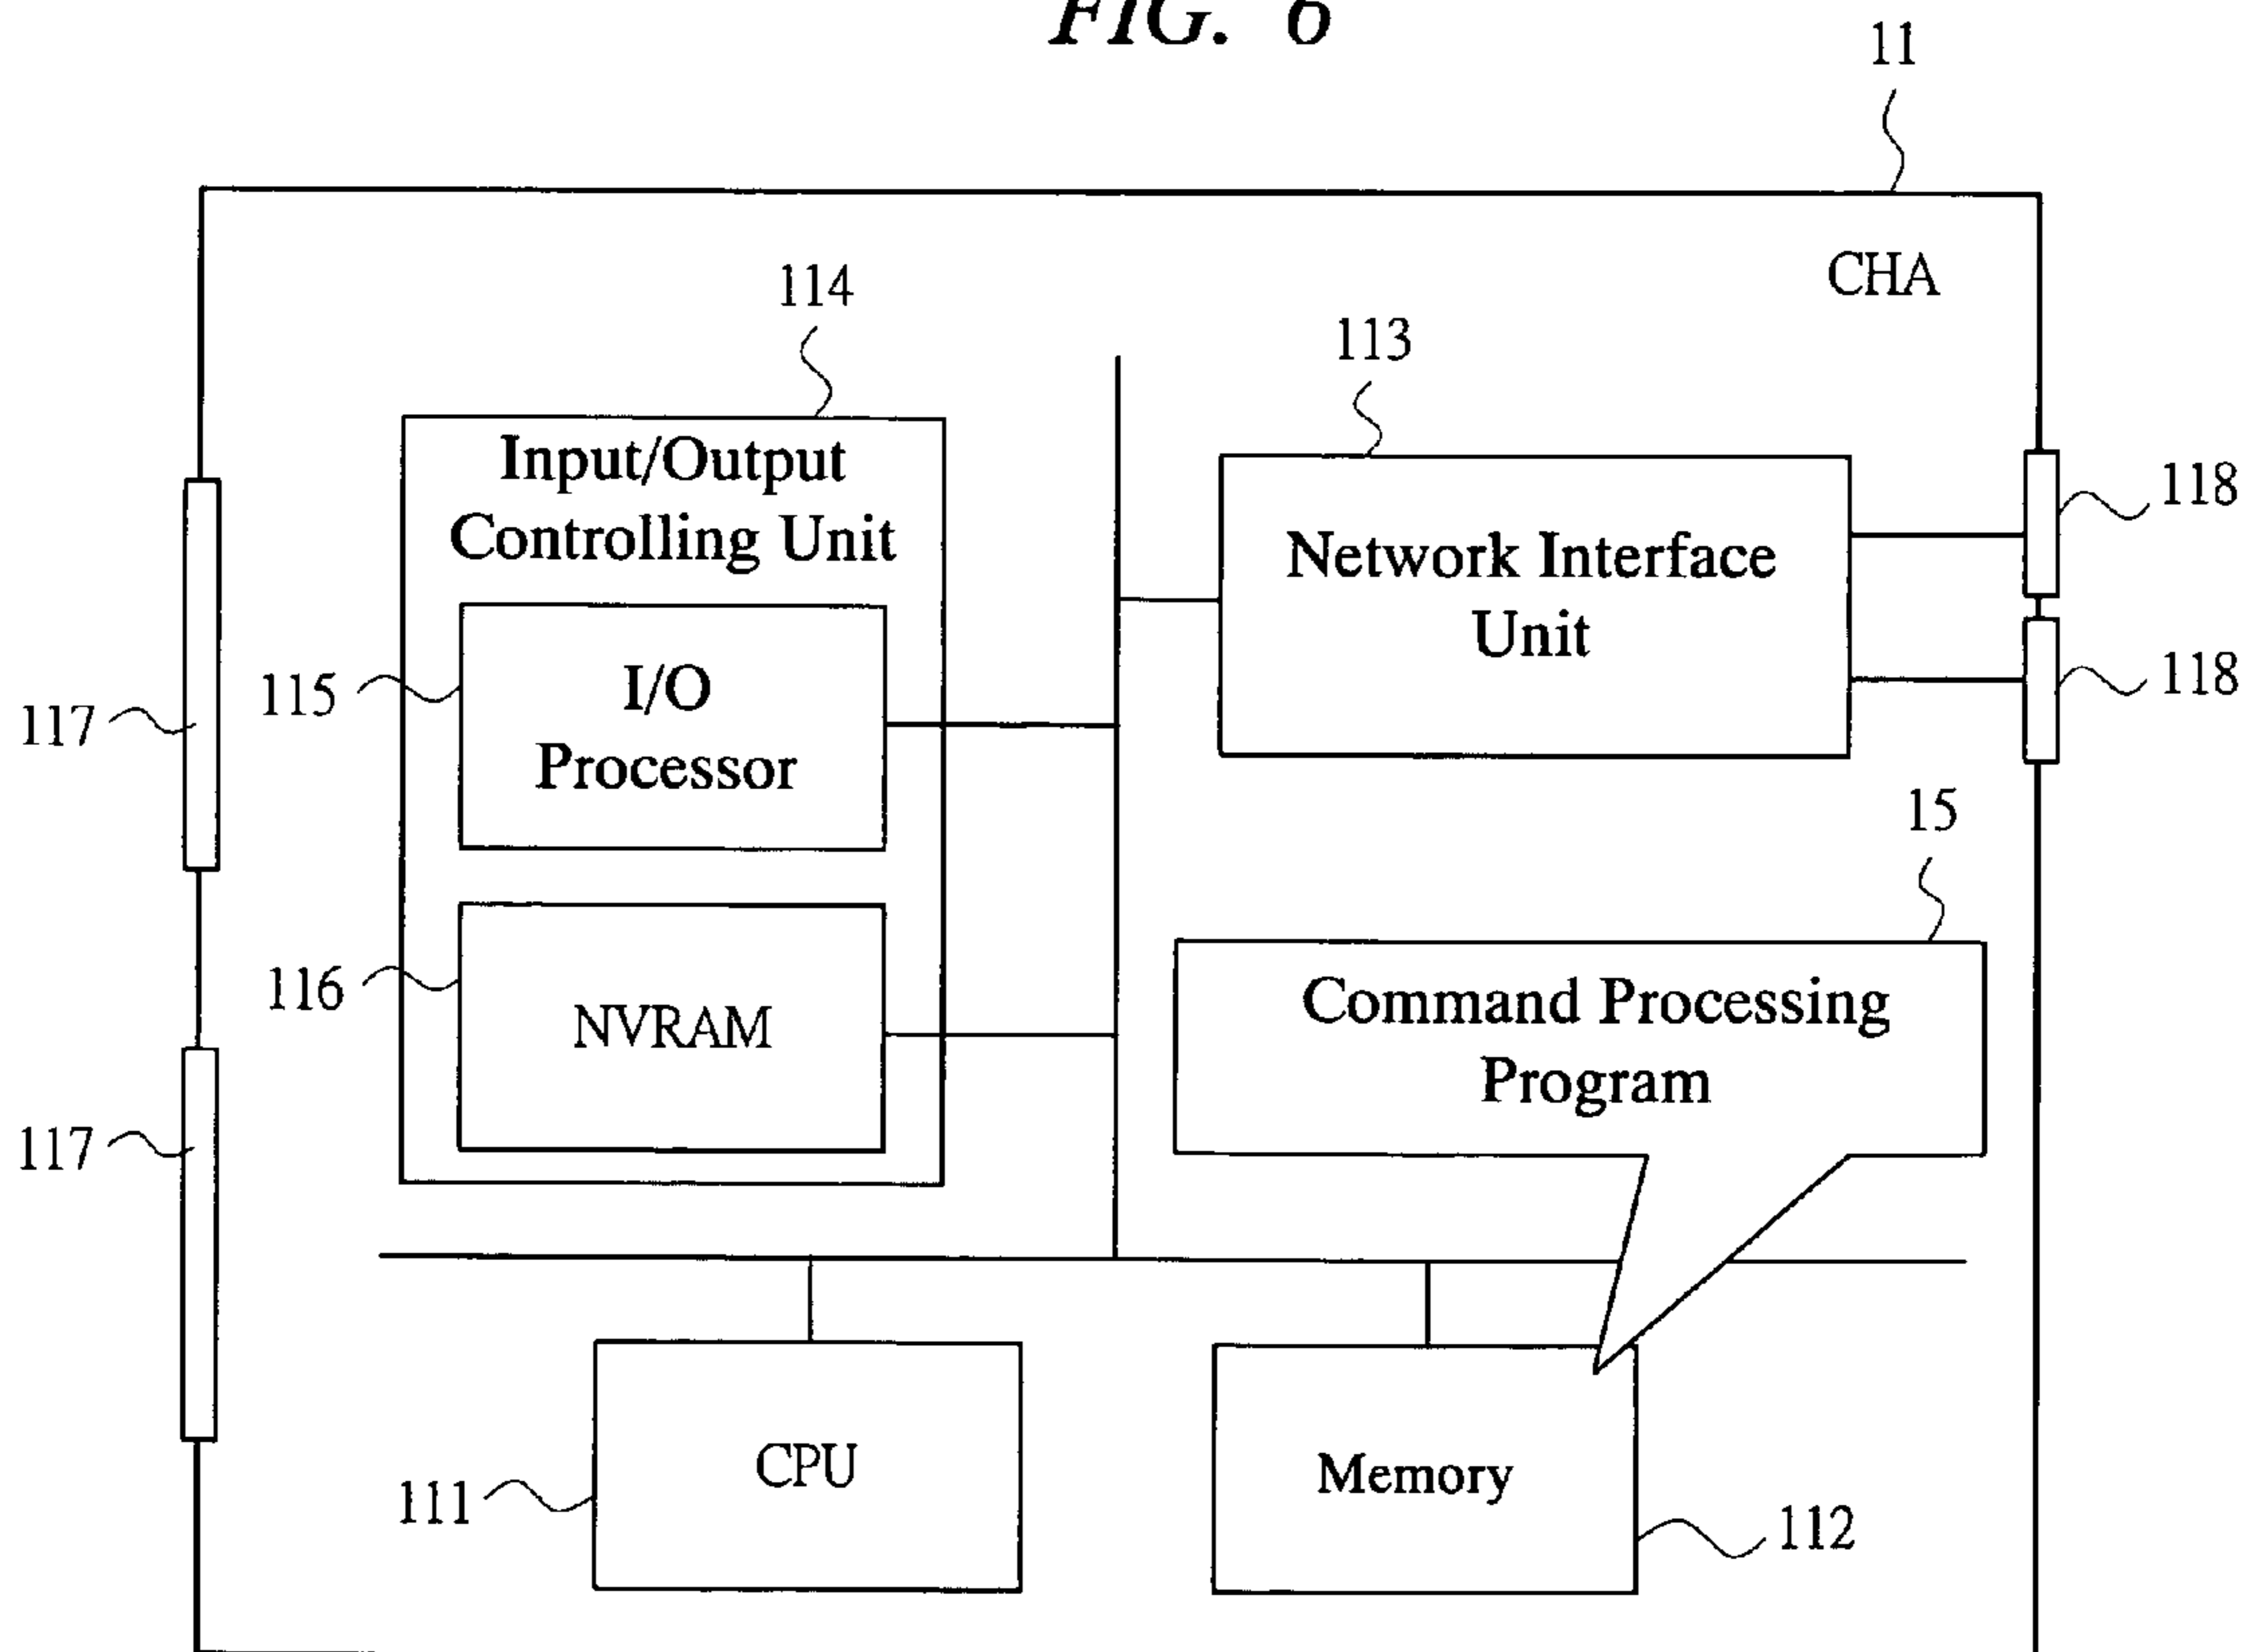 FIG. 6
11
CHA
114
113
Input/Output
Controlling Unit
118
Network Interface
Unit
115
I/O
Processor
118
117
15
116
NVRAM
Command Processing
Program
117
111
CPU
Memory
112